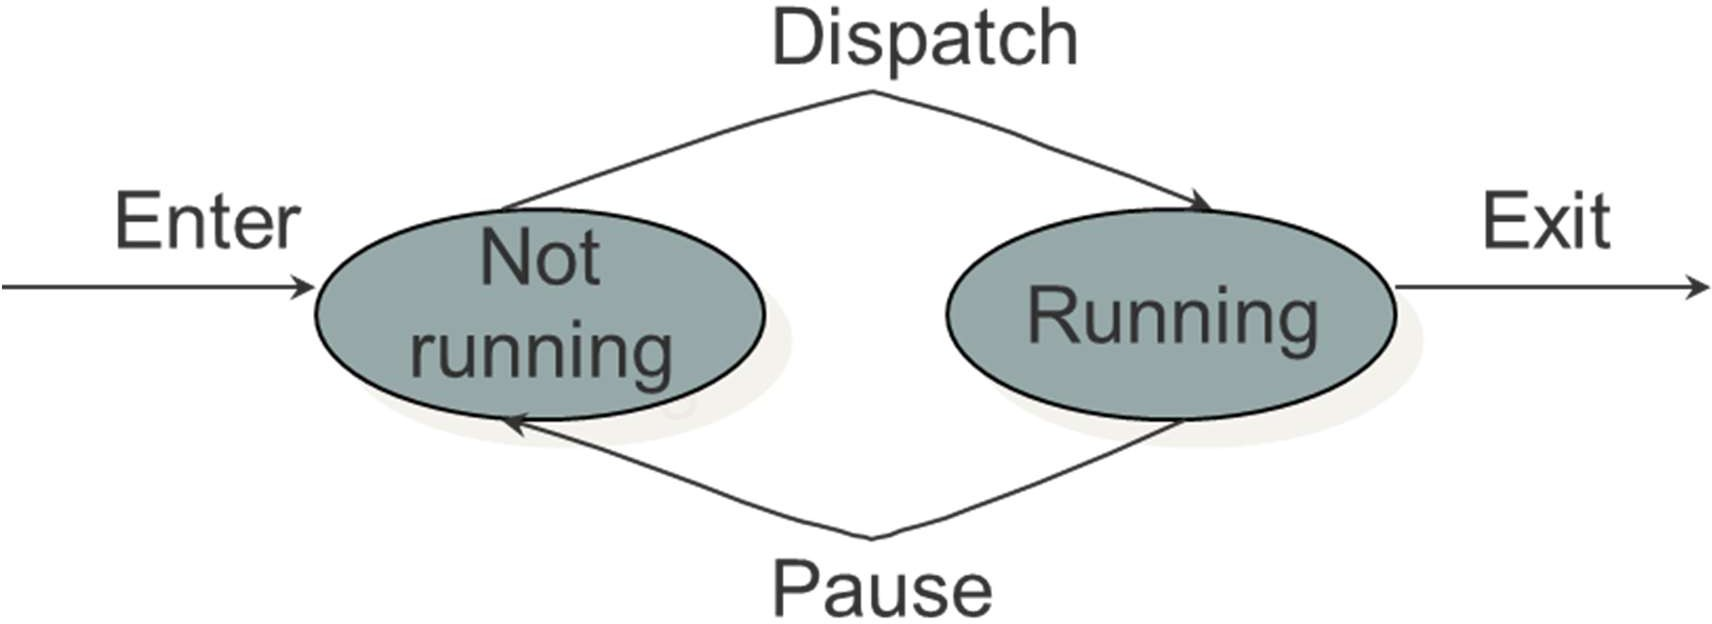 Dispatch
Enter
Exit
Not
running
Running
Pause